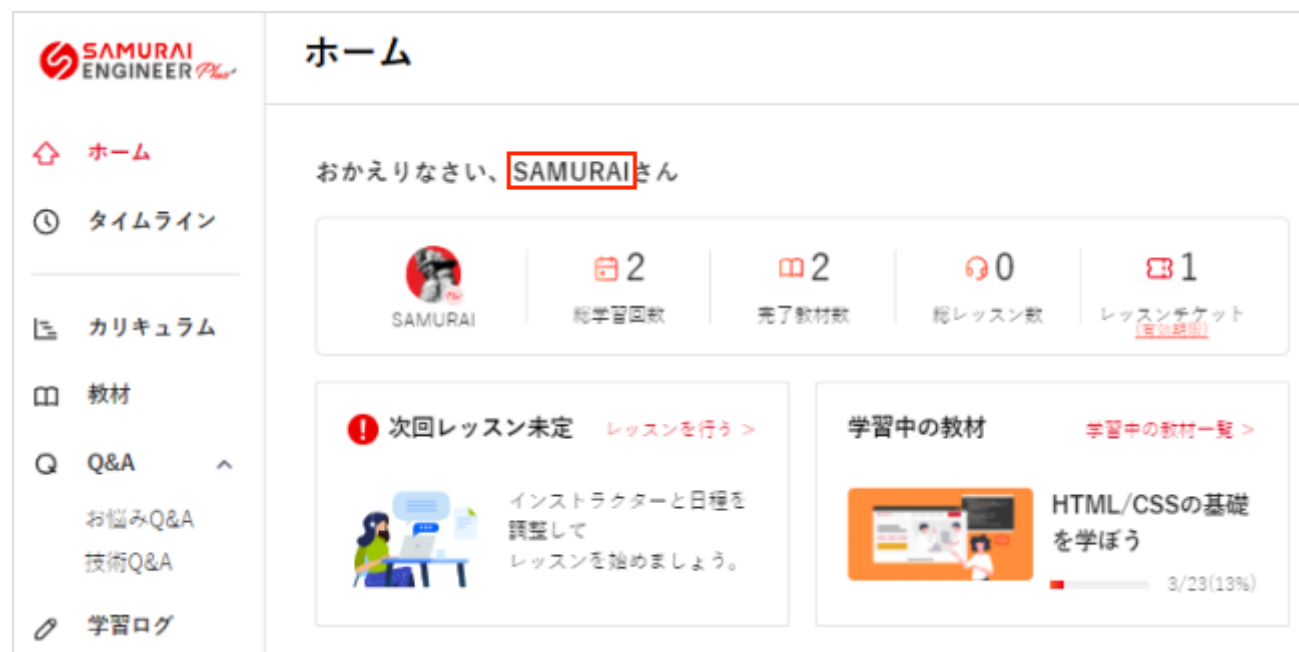 SAMURAI
ENGINEER Plus+
ホーム
タイムライン
カリキュラム
教材
Q&A
お悩みQ&A
技術Q&A
学習ログ
ホーム
おかえりなさい、SAMURAIさん
SAMURAI
2
総学習回数
2
完了教材数
0
総レッスン数
1
レッスンチケット
(有効期限)
次回レッスン未定
レッスンを行う >
インストラクターと日程を
調整して
レッスンを始めましょう。
学習中の教材
学習中の教材一覧 >
HTML/CSSの基礎
を学ぼう
3/23(13%)